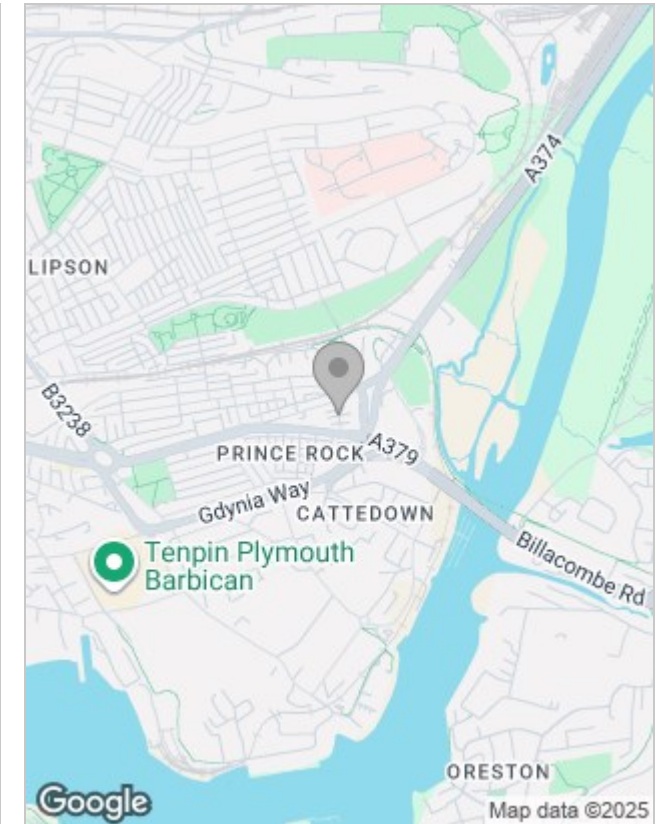 A374
LIPSON
B3238
PRINCE ROCK
A379
Gdynia Way
CATTEDOWN
Tenpin Plymouth
Barbican
Billacombe Rd
ORESTON
Google
Map data ©2025